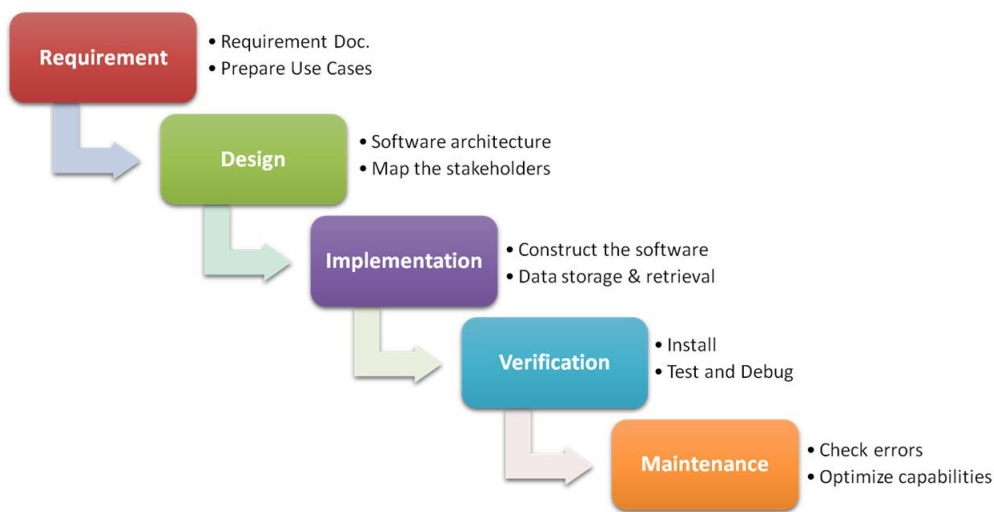 Requirement
• Requirement Doc.
• Prepare Use Cases
Design
• Software architecture
• Map the stakeholders
Implementation
• Construct the software
• Data storage & retrieval
Verification
• Install
• Test and Debug
Maintenance
• Check errors
• Optimize capabilities